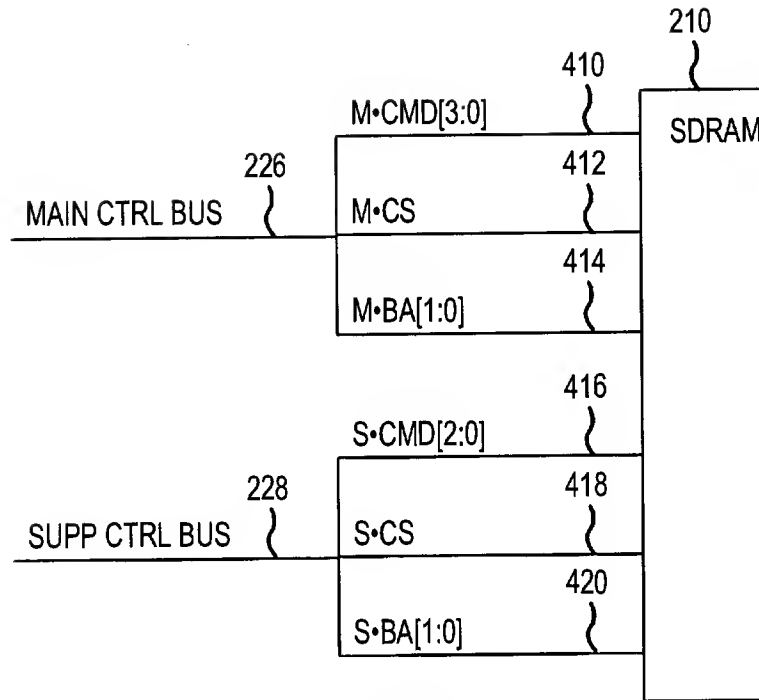 210
410
M•CMD[3:0]
SDRAM
226
412
MAIN CTRL BUS
M•CS
414
M•BA[1:0]
416
S•CMD[2:0]
228
418
SUPP CTRL BUS
S•CS
420
S•BA[1:0]